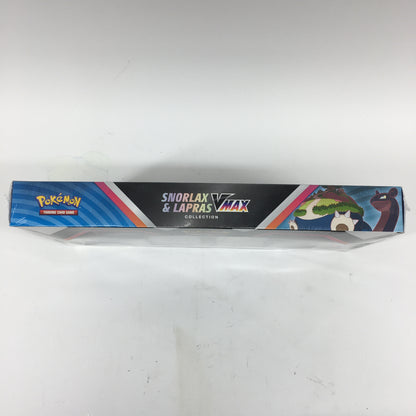 Pokémon
TRADING CARD GAME
SNORLAX
& LAPRAS VMAX
COLLECTION